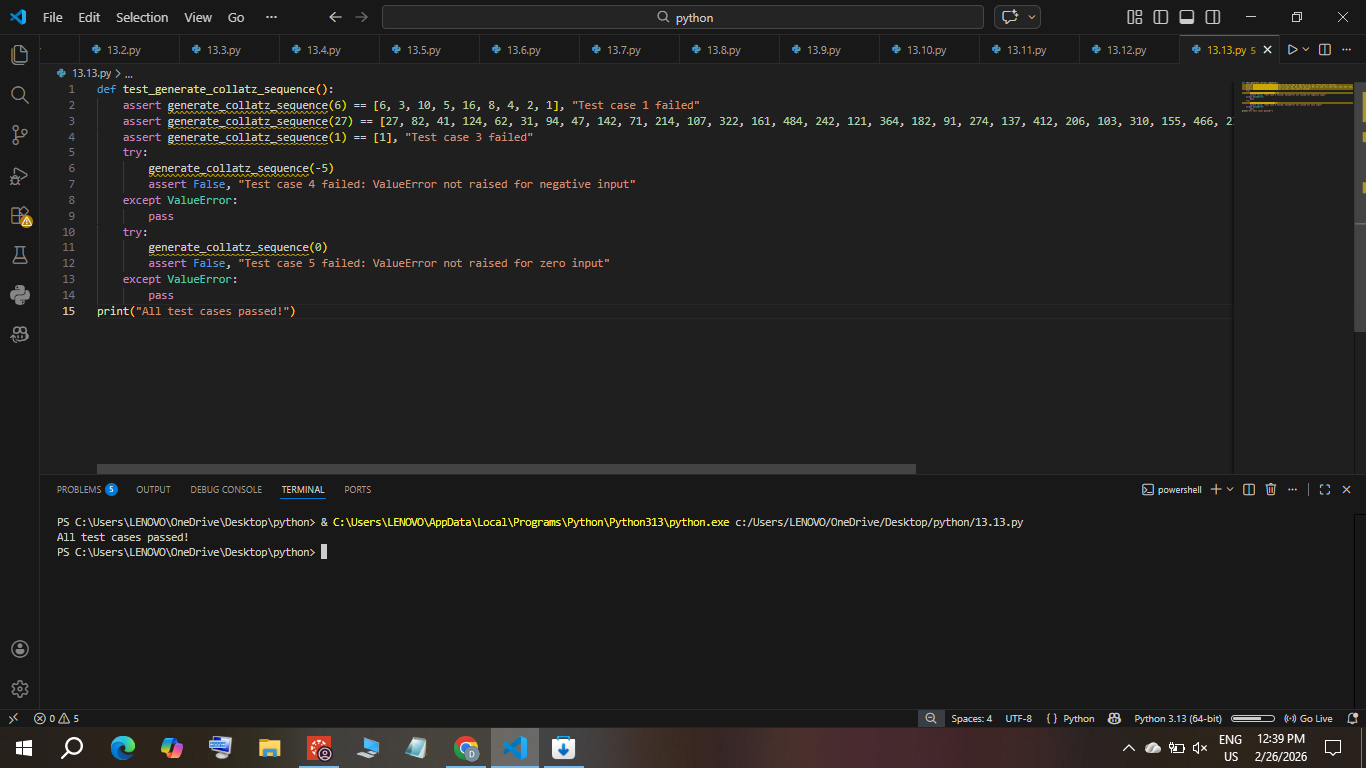 File Edit Selection View Go ··· python
13.2.py 13.3.py 13.4.py 13.5.py 13.6.py 13.7.py 13.8.py 13.9.py 13.10.py 13.11.py 13.12.py 13.13.py 5
13.13.py > ...
1 def test_generate_collatz_sequence():
2 assert generate_collatz_sequence(6) == [6, 3, 10, 5, 16, 8, 4, 2, 1], "Test case 1 failed"
3 assert generate_collatz_sequence(27) == [27, 82, 41, 124, 62, 31, 94, 47, 142, 71, 214, 107, 322, 161, 484, 242, 121, 364, 182, 91, 274, 137, 412, 206, 103, 310, 155, 466, 2
4 assert generate_collatz_sequence(1) == [1], "Test case 3 failed"
5 try:
6 generate_collatz_sequence(-5)
7 assert False, "Test case 4 failed: ValueError not raised for negative input"
8 except ValueError:
9 pass
10 try:
11 generate_collatz_sequence(0)
12 assert False, "Test case 5 failed: ValueError not raised for zero input"
13 except ValueError:
14 pass
15 print("All test cases passed!")
PROBLEMS 5 OUTPUT DEBUG CONSOLE TERMINAL PORTS powershell
PS C:\Users\LENOVO\OneDrive\Desktop\python> & C:\Users\LENOVO\AppData\Local\Programs\Python\Python313\python.exe c:/Users/LENOVO/OneDrive/Desktop/python/13.13.py
All test cases passed!
PS C:\Users\LENOVO\OneDrive\Desktop\python>
0 5 Spaces: 4 UTF-8 { } Python Python 3.13 (64-bit) Go Live
ENG 12:39 PM
US 2/26/2026